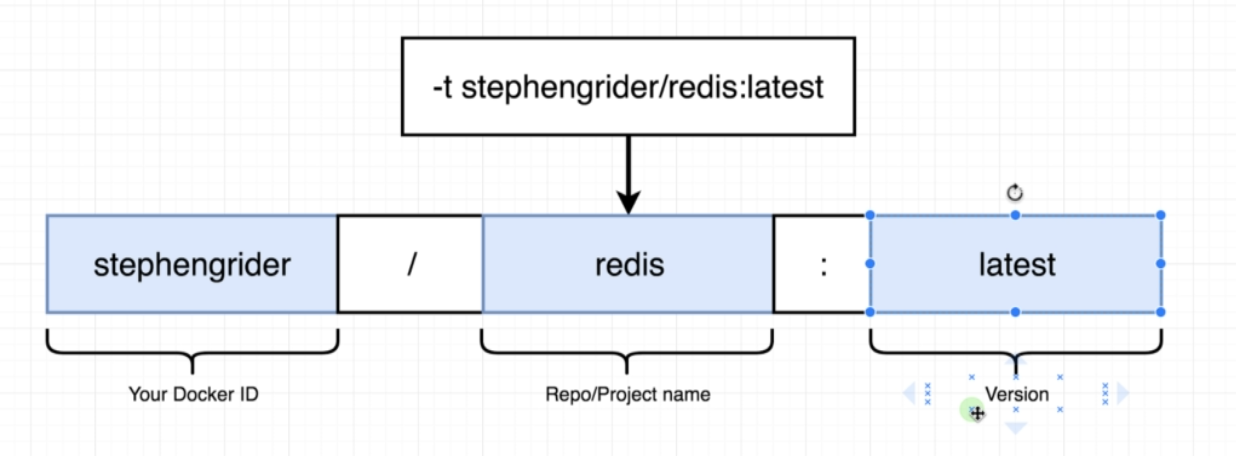 -t stephengrider/redis:latest
stephengrider / redis : latest
Your Docker ID Repo/Project name Version